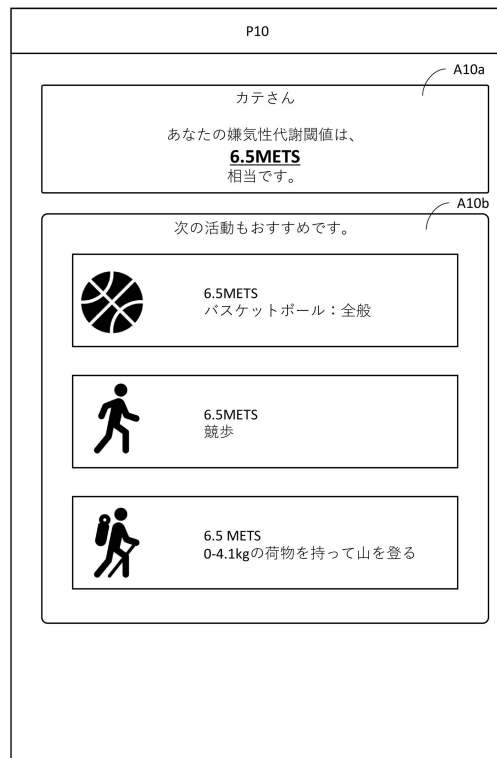 P10
A10a
カテさん
あなたの嫌気性代謝閾値は、
6.5METS
相当です。
A10b
次の活動もおすすめです。
6.5METS
バスケットボール：全般
6.5METS
競歩
6.5 METS
0-4.1kgの荷物を持って山を登る